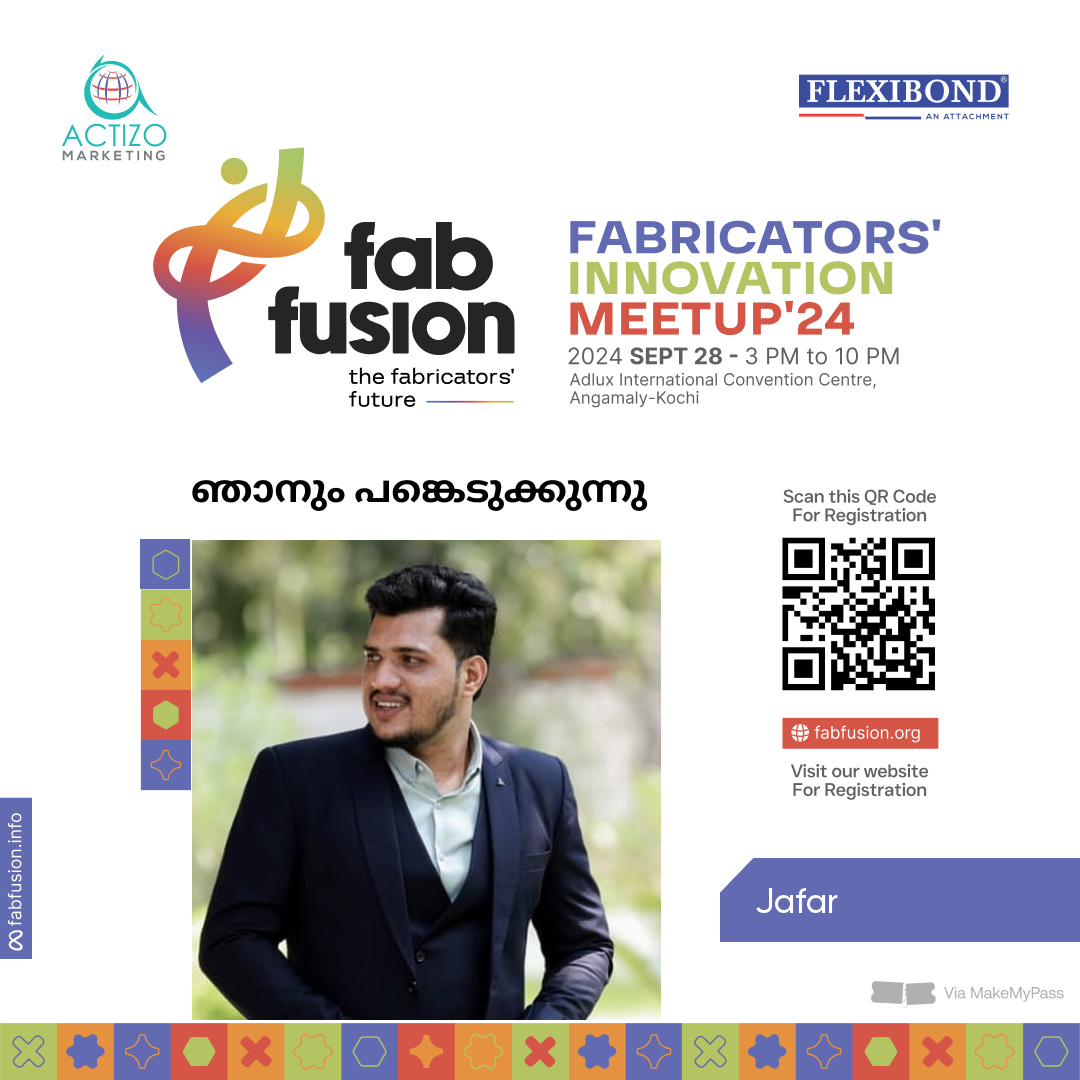 ACTIZO
MARKETING
FLEXIBOND®
AN ATTACHMENT
fab
fusion
the fabricators'
future
FABRICATORS'
INNOVATION
MEETUP'24
2024 SEPT 28 - 3 PM to 10 PM
Adlux International Convention Centre,
Angamaly-Kochi
ഞാനും പങ്കെടുക്കുന്നു
Scan this QR Code
For Registration
fabfusion.org
Visit our website
For Registration
fabfusion.info
Jafar
Via MakeMyPass